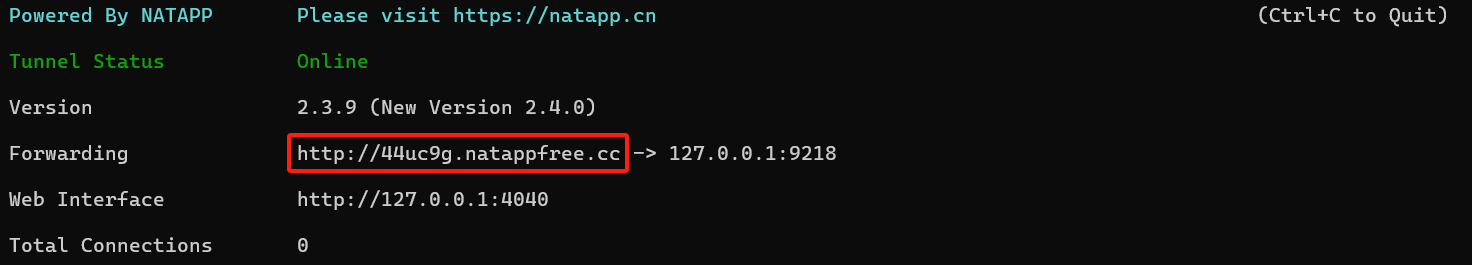 Powered By NATAPP Please visit https://natapp.cn (Ctrl+C to Quit)
Tunnel Status Online
Version 2.3.9 (New Version 2.4.0)
Forwarding http://44uc9g.natappfree.cc -> 127.0.0.1:9218
Web Interface http://127.0.0.1:4040
Total Connections 0